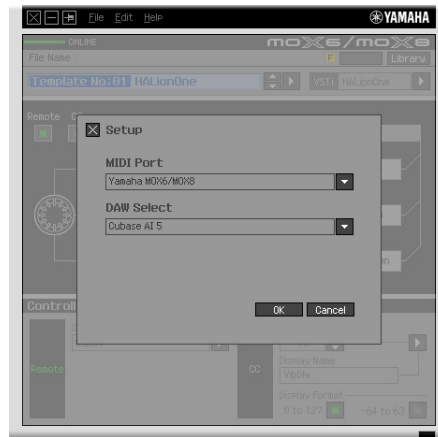 File Edit Help YAMAHA
ONLINE mox6/mox8
File Name : Library
Template No:01 HALionOne VSTi HALionOne
Remote
Setup
MIDI Port
Yamaha MOX6/MOX8
DAW Select
Cubase AI 5
OK Cancel
Controll
Remote CC
Display Name
Display Format
0 to 127 -64 to 63